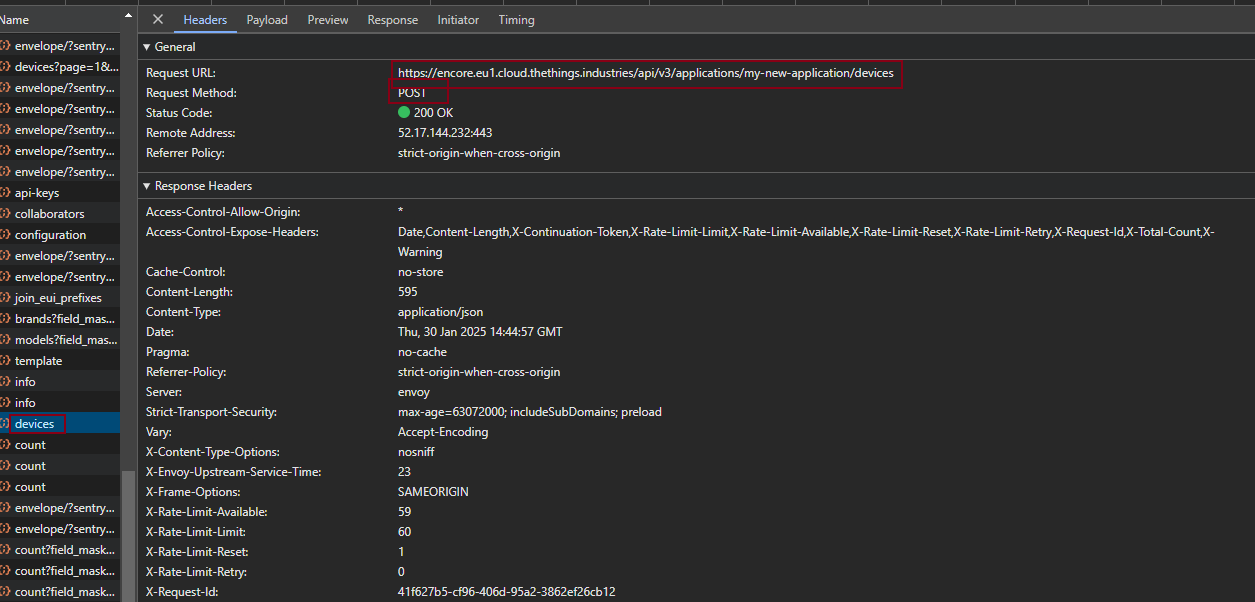 Name
Headers Payload Preview Response Initiator Timing
envelope/?sentry...
devices?page=1&...
envelope/?sentry...
envelope/?sentry...
envelope/?sentry...
envelope/?sentry...
envelope/?sentry...
api-keys
collaborators
configuration
envelope/?sentry...
envelope/?sentry...
join_eui_prefixes
brands?field_mas...
models?field_mas...
template
info
info
devices
count
count
count
envelope/?sentry...
envelope/?sentry...
count?field_mask...
count?field_mask...
count?field_mask...
General
Request URL: https://encore.eu1.cloud.thethings.industries/api/v3/applications/my-new-application/devices
Request Method: POST
Status Code: 200 OK
Remote Address: 52.17.144.232:443
Referrer Policy: strict-origin-when-cross-origin
Response Headers
Access-Control-Allow-Origin: *
Access-Control-Expose-Headers: Date,Content-Length,X-Continuation-Token,X-Rate-Limit-Limit,X-Rate-Limit-Available,X-Rate-Limit-Reset,X-Rate-Limit-Retry,X-Request-Id,X-Total-Count,X-
Warning
Cache-Control: no-store
Content-Length: 595
Content-Type: application/json
Date: Thu, 30 Jan 2025 14:44:57 GMT
Pragma: no-cache
Referrer-Policy: strict-origin-when-cross-origin
Server: envoy
Strict-Transport-Security: max-age=63072000; includeSubDomains; preload
Vary: Accept-Encoding
X-Content-Type-Options: nosniff
X-Envoy-Upstream-Service-Time: 23
X-Frame-Options: SAMEORIGIN
X-Rate-Limit-Available: 59
X-Rate-Limit-Limit: 60
X-Rate-Limit-Reset: 1
X-Rate-Limit-Retry: 0
X-Request-Id: 41f627b5-cf96-406d-95a2-3862ef26cb12